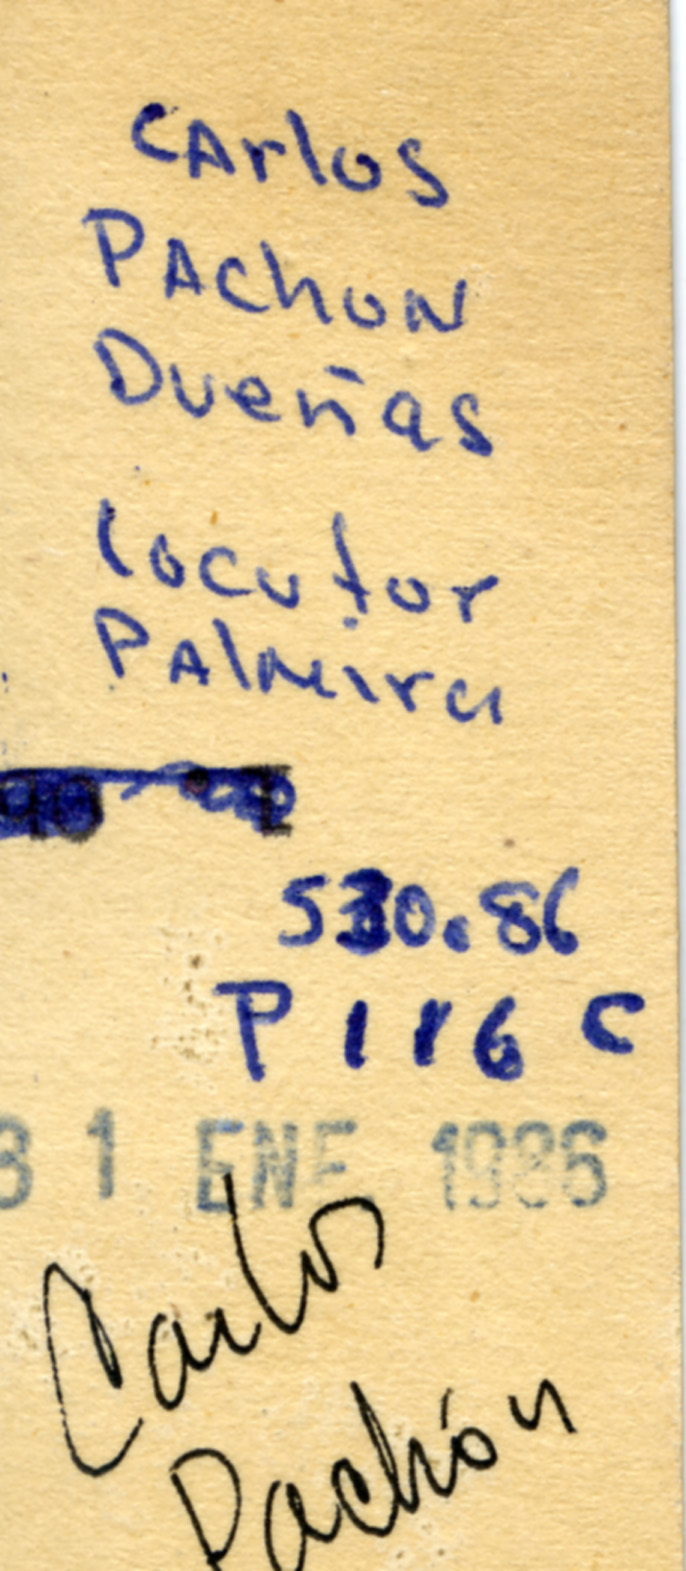 CArlos
PAchoN
Dueñas
locutor
PAlmira
530.86
P116C
31 ENE. 1986
Carlos
Pachón